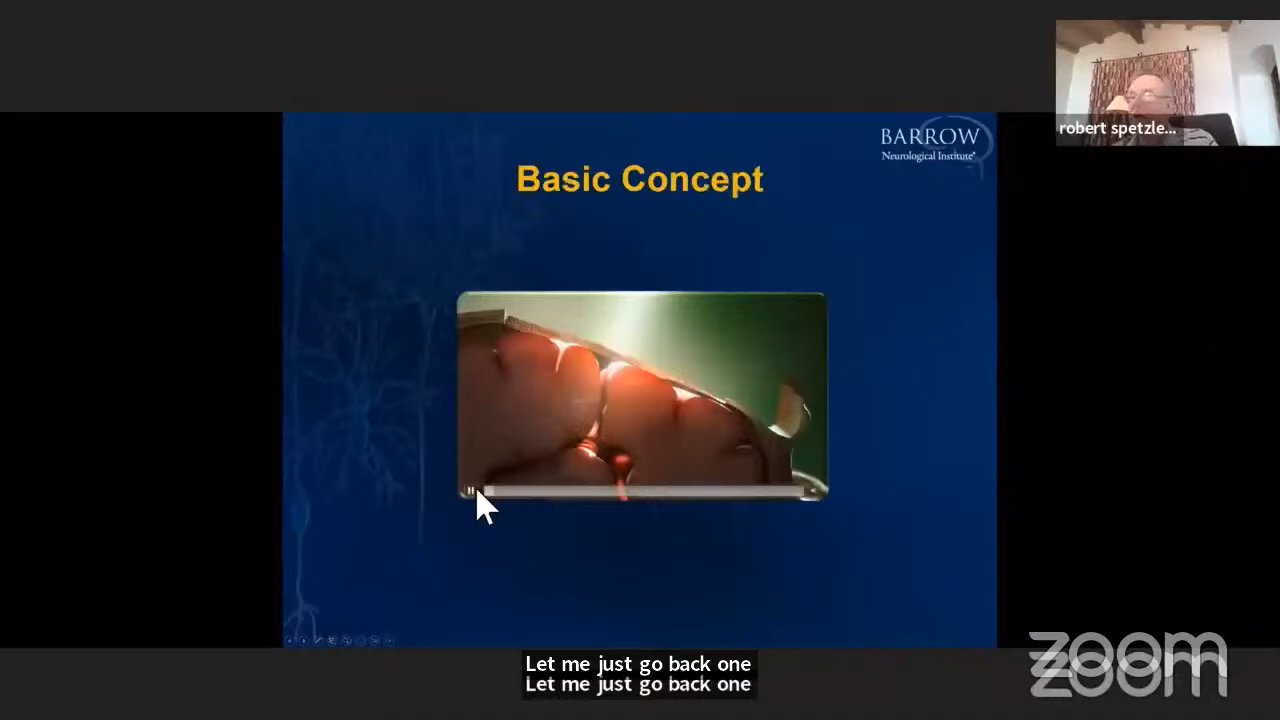 robert spetzle...
BARROW
Neurological Institute®
Basic Concept
zoom
zoom
Let me just go back one
Let me just go back one